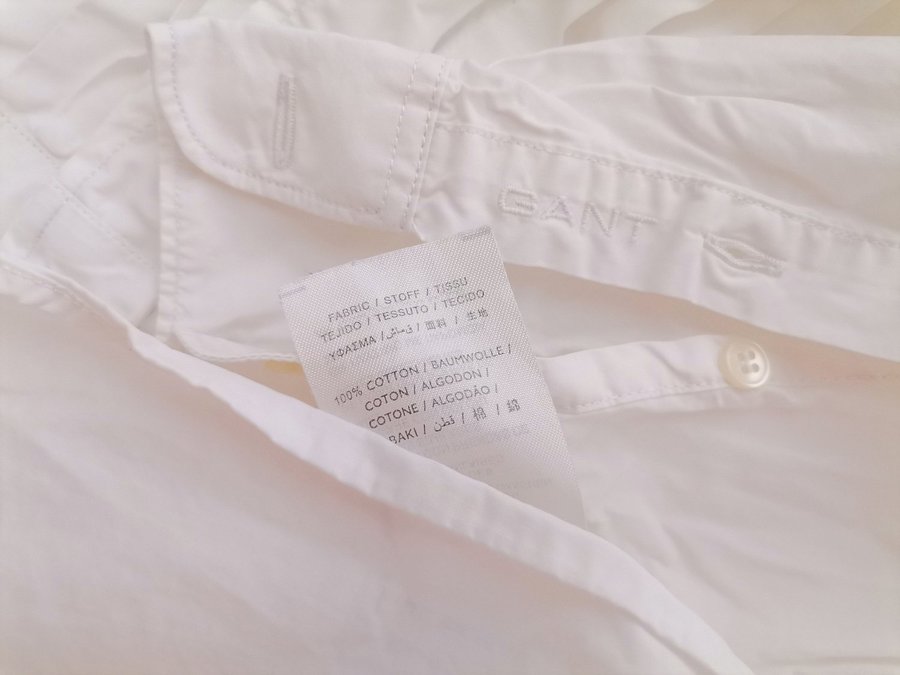 GANT
FABRIC / STOFF / TISSU
TEJIDO / TESSUTO / TECIDO
ΥΦΑΣΜΑ / قماش / 面料 / 生地
100% COTTON / BAUMWOLLE /
COTON / ALGODON /
COTONE / ALGODÃO /
BAKI / قطن / 棉 / 綿